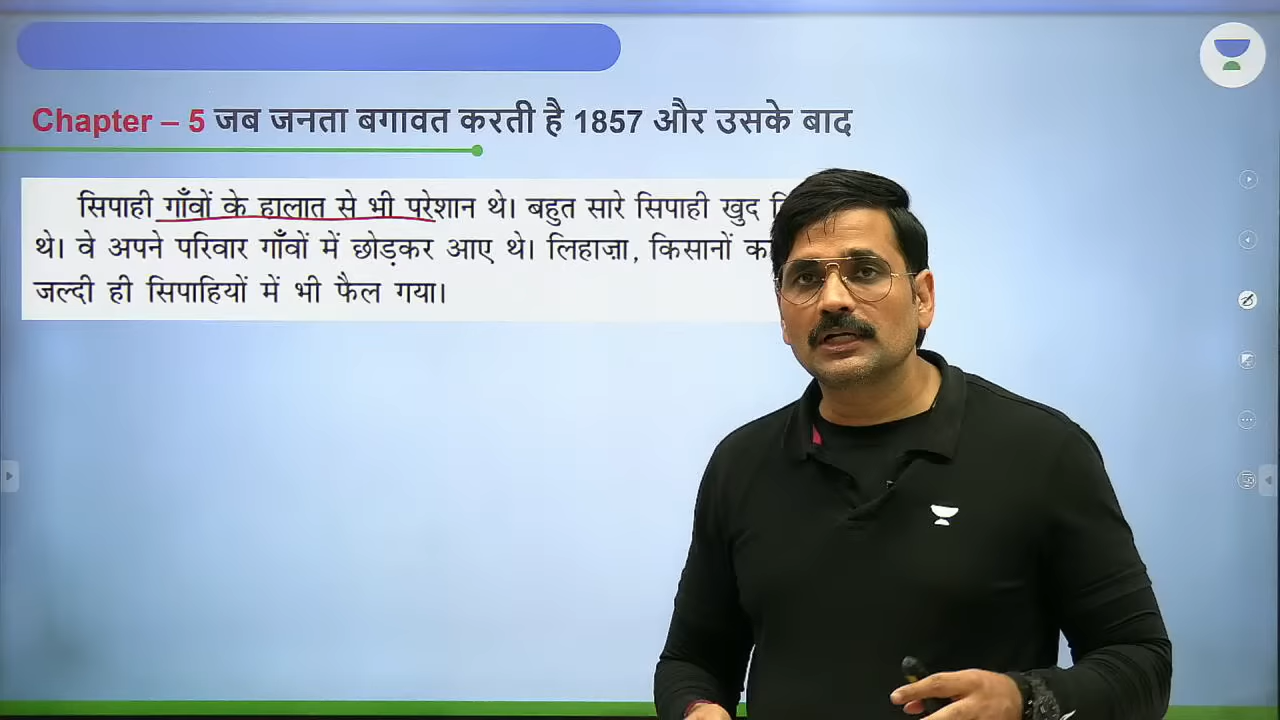 Chapter – 5 जब जनता बगावत करती है 1857 और उसके बाद
सिपाही गाँवों के हालात से भी परेशान थे। बहुत सारे सिपाही खुद
थे। वे अपने परिवार गाँवों में छोड़कर आए थे। लिहाज़ा, किसानों
जल्दी ही सिपाहियों में भी फैल गया।